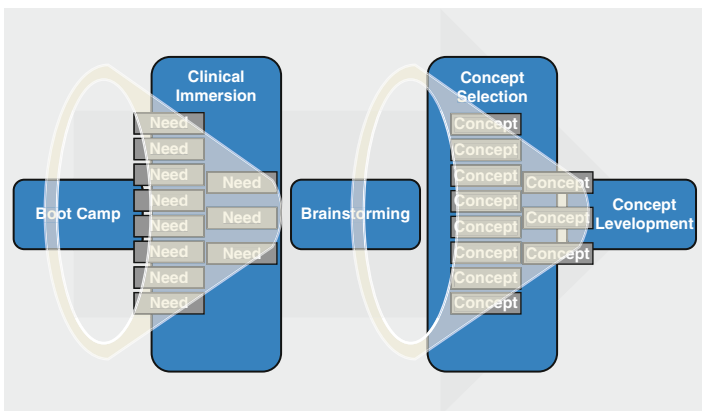 Clinical
Immersion
Need
Need
Need
Need
Need
Need
Need
Need
Need
Need
Need
Boot Camp
Brainstorming
Concept
Selection
Concept
Concept
Concept
Concept
Concept
Concept
Concept
Concept
Concept
Concept
Concept
Concept
Levelopment